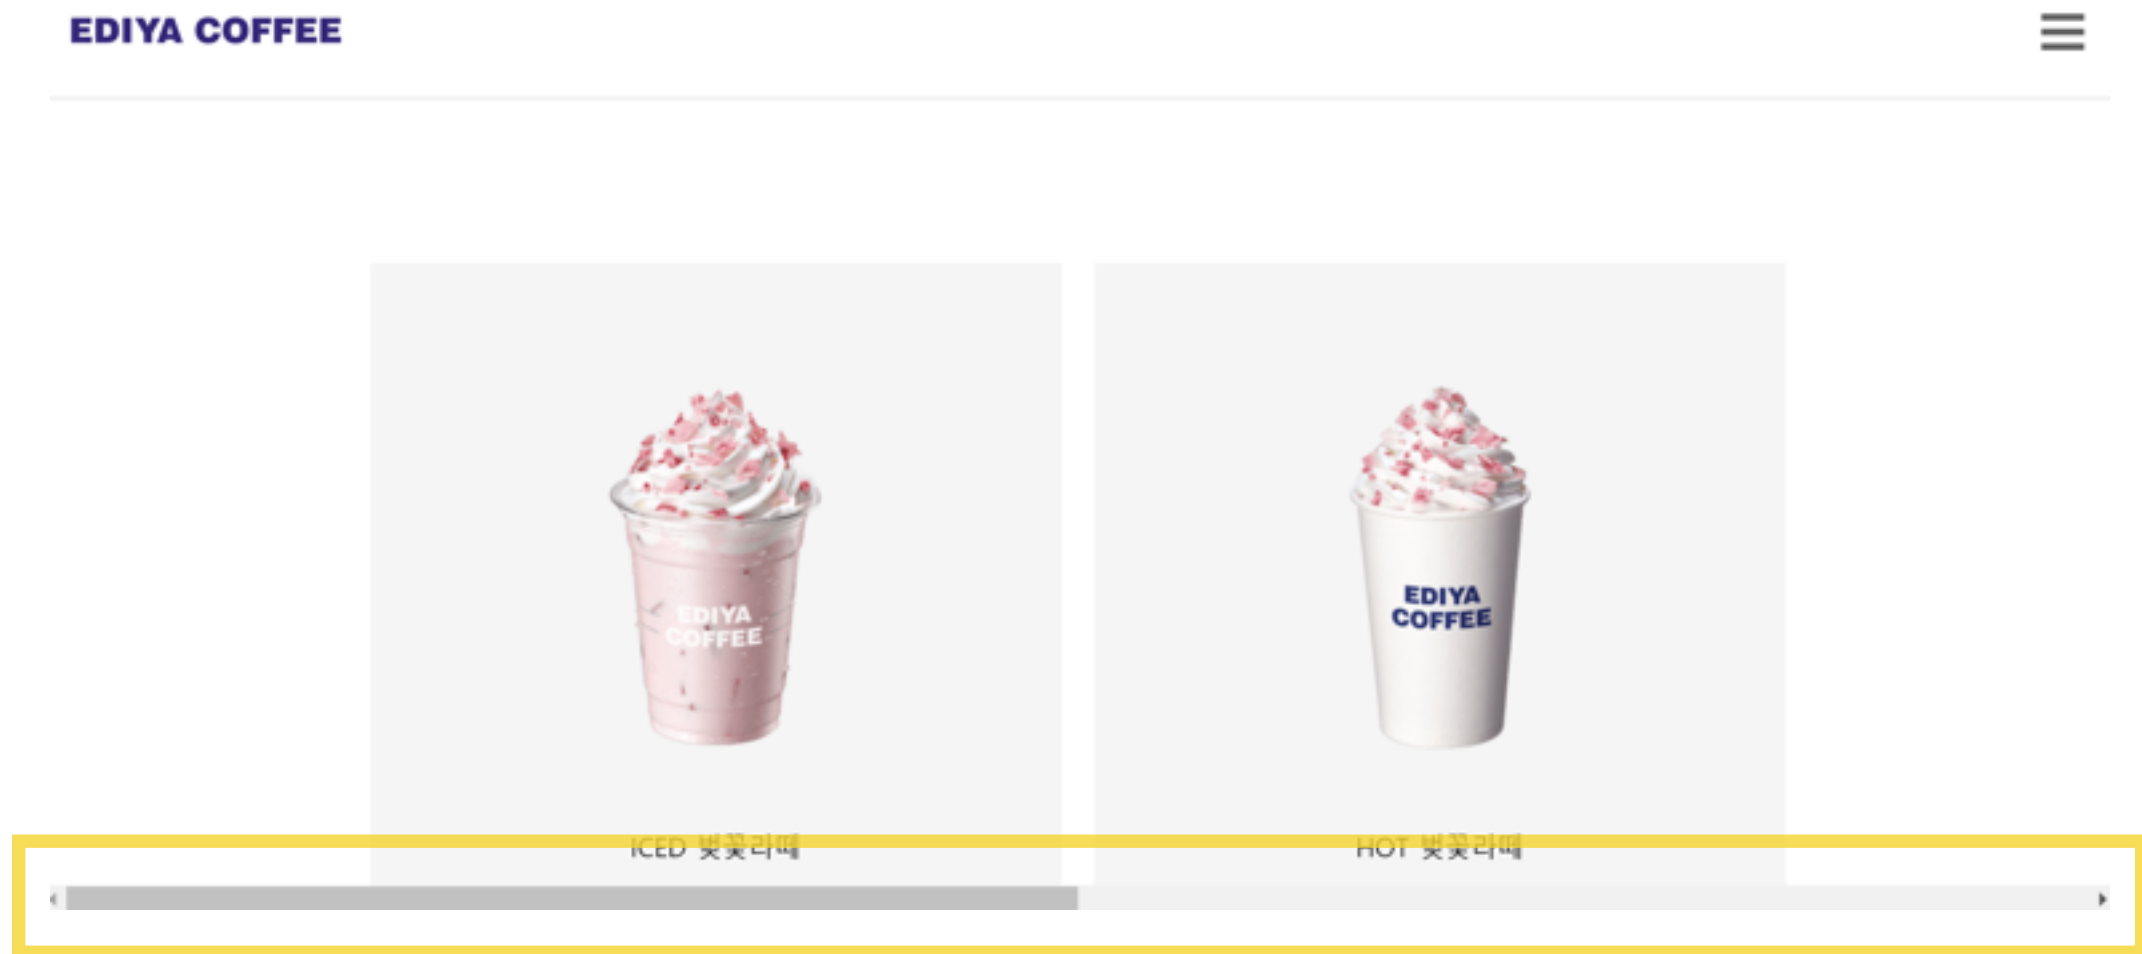 EDIYA COFFEE
EDIYA
COFFEE
EDIYA
COFFEE
ICED 벚꽃라떼
HOT 벚꽃라떼